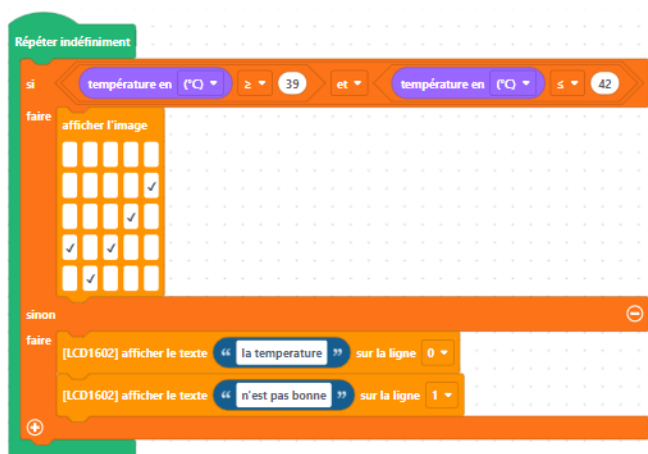 Répéter indéfiniment
si température en (°C) ≥ 39 et température en (°C) ≤ 42
faire
afficher l'image
sinon
faire
[LCD1602] afficher le texte “ la temperature ” sur la ligne 0
[LCD1602] afficher le texte “ n'est pas bonne ” sur la ligne 1